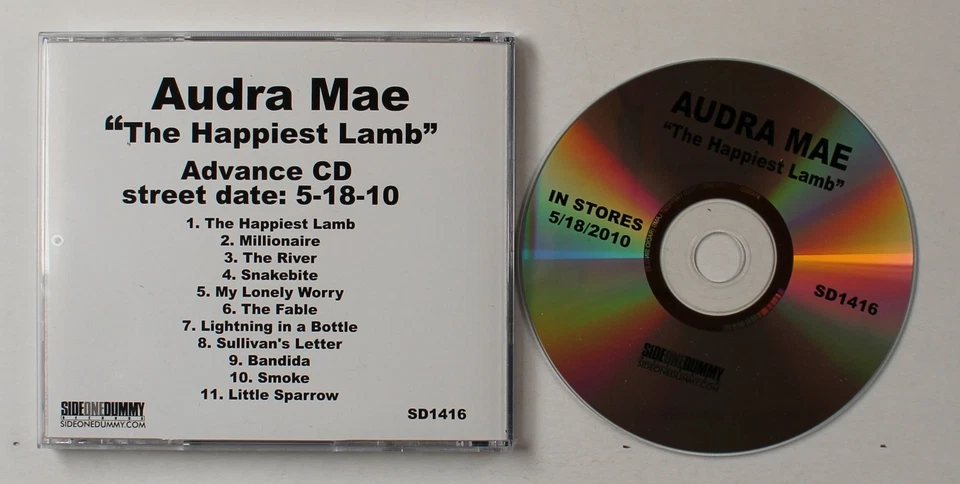 Audra Mae
“The Happiest Lamb”
Advance CD
street date: 5-18-10
1. The Happiest Lamb
2. Millionaire
3. The River
4. Snakebite
5. My Lonely Worry
6. The Fable
7. Lightning in a Bottle
8. Sullivan's Letter
9. Bandida
10. Smoke
11. Little Sparrow
SIDEONEDUMMY
RECORDS
SIDEONEDUMMY.COM
SD1416
AUDRA MAE
“The Happiest Lamb”
IN STORES
5/18/2010
SD1416
SIDEONEDUMMY
SIDEONEDUMMY.COM